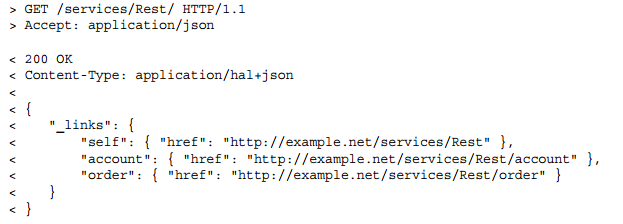 > GET /services/Rest/ HTTP/1.1
> Accept: application/json

< 200 OK
< Content-Type: application/hal+json
<
< {
<    "_links": {
<        "self": { "href": "http://example.net/services/Rest" },
<        "account": { "href": "http://example.net/services/Rest/account" },
<        "order": { "href": "http://example.net/services/Rest/order" }
<    }
< }